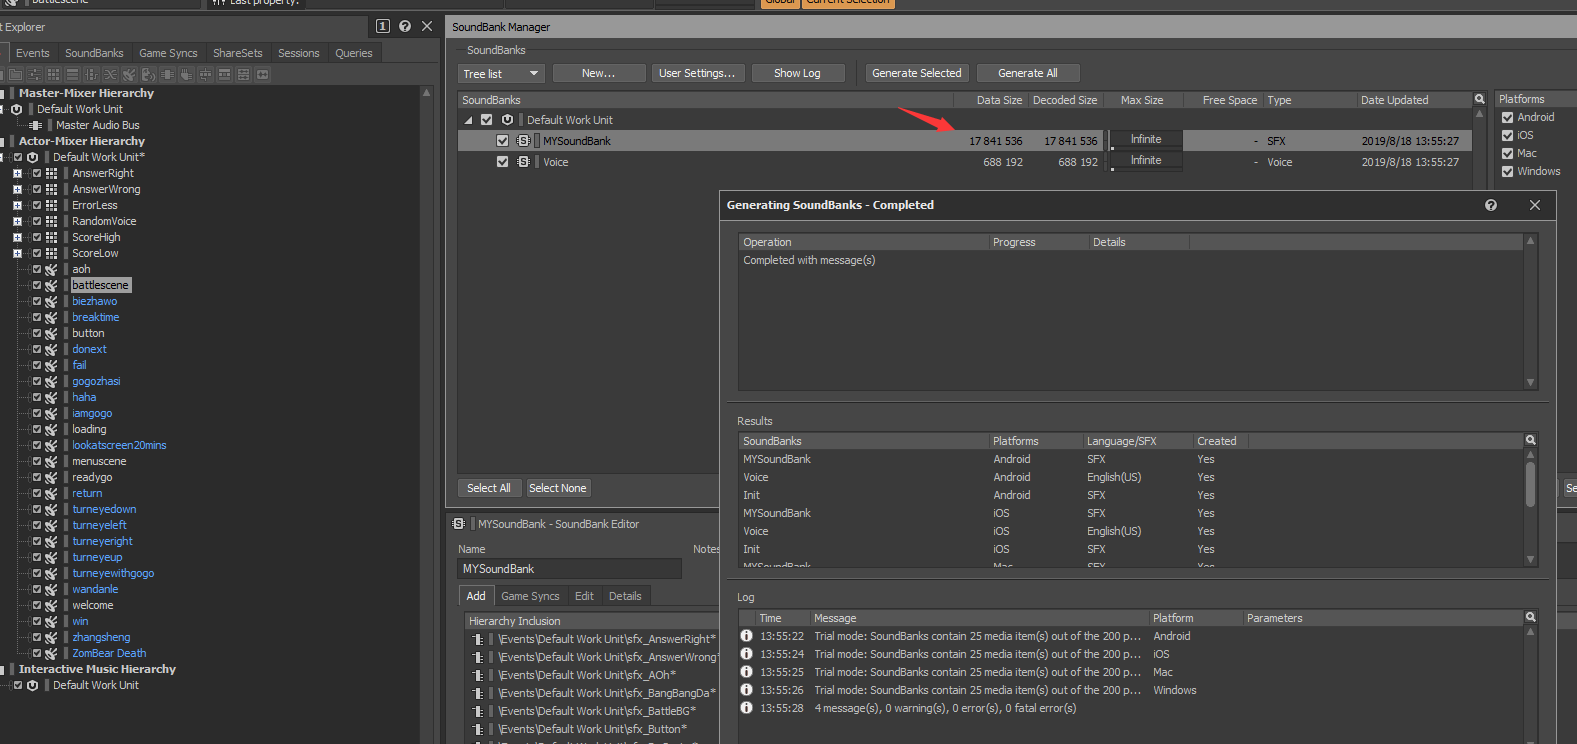 Battlescene
Last property:
Global
Current Selection
t Explorer
1
Events SoundBanks Game Syncs ShareSets Sessions Queries
Master-Mixer Hierarchy
Default Work Unit
Master Audio Bus
Actor-Mixer Hierarchy
Default Work Unit*
AnswerRight
AnswerWrong
ErrorLess
RandomVoice
ScoreHigh
ScoreLow
aoh
battlescene
biezhawo
breaktime
button
donext
fail
gogozhasi
haha
iamgogo
loading
lookatscreen20mins
menuscene
readygo
return
turneyedown
turneyeleft
turneyeright
turneyeup
turneyewithgogo
wandanle
welcome
win
zhangsheng
ZomBear Death
Interactive Music Hierarchy
Default Work Unit
SoundBank Manager
SoundBanks
Tree list New... User Settings... Show Log Generate Selected Generate All
SoundBanks Data Size Decoded Size Max Size Free Space Type Date Updated
Default Work Unit
MYSoundBank 17 841 536 17 841 536 Infinite - SFX 2019/8/18 13:55:27
Voice 688 192 688 192 Infinite - Voice 2019/8/18 13:55:27
Platforms
Android
iOS
Mac
Windows
Select All Select None
Se
MYSoundBank - SoundBank Editor
Name Notes
MYSoundBank
Add Game Syncs Edit Details
Hierarchy Inclusion
\Events\Default Work Unit\sfx_AnswerRight*
\Events\Default Work Unit\sfx_AnswerWrong*
\Events\Default Work Unit\sfx_AOh*
\Events\Default Work Unit\sfx_BangBangDa*
\Events\Default Work Unit\sfx_BattleBG*
\Events\Default Work Unit\sfx_Button*
Generating SoundBanks - Completed
Operation Progress Details
Completed with message(s)
Results
SoundBanks Platforms Language/SFX Created
MYSoundBank Android SFX Yes
Voice Android English(US) Yes
Init Android SFX Yes
MYSoundBank iOS SFX Yes
Voice iOS English(US) Yes
Init iOS SFX Yes
MYSoundBank Mac SFX Yes
Log
Time Message Platform Parameters
13:55:22 Trial mode: SoundBanks contain 25 media item(s) out of the 200 p... Android
13:55:24 Trial mode: SoundBanks contain 25 media item(s) out of the 200 p... iOS
13:55:25 Trial mode: SoundBanks contain 25 media item(s) out of the 200 p... Mac
13:55:26 Trial mode: SoundBanks contain 25 media item(s) out of the 200 p... Windows
13:55:28 4 message(s), 0 warning(s), 0 error(s), 0 fatal error(s)